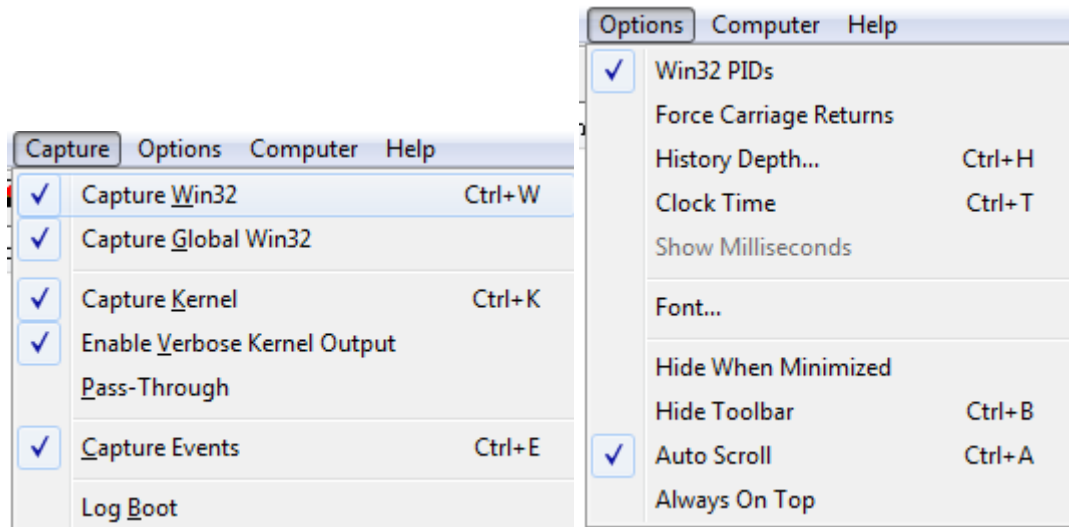 Capture Options Computer Help
Capture Win32 Ctrl+W
Capture Global Win32
Capture Kernel Ctrl+K
Enable Verbose Kernel Output
Pass-Through
Capture Events Ctrl+E
Log Boot
Options Computer Help
Win32 PIDs
Force Carriage Returns
History Depth... Ctrl+H
Clock Time Ctrl+T
Show Milliseconds
Font...
Hide When Minimized
Hide Toolbar Ctrl+B
Auto Scroll Ctrl+A
Always On Top